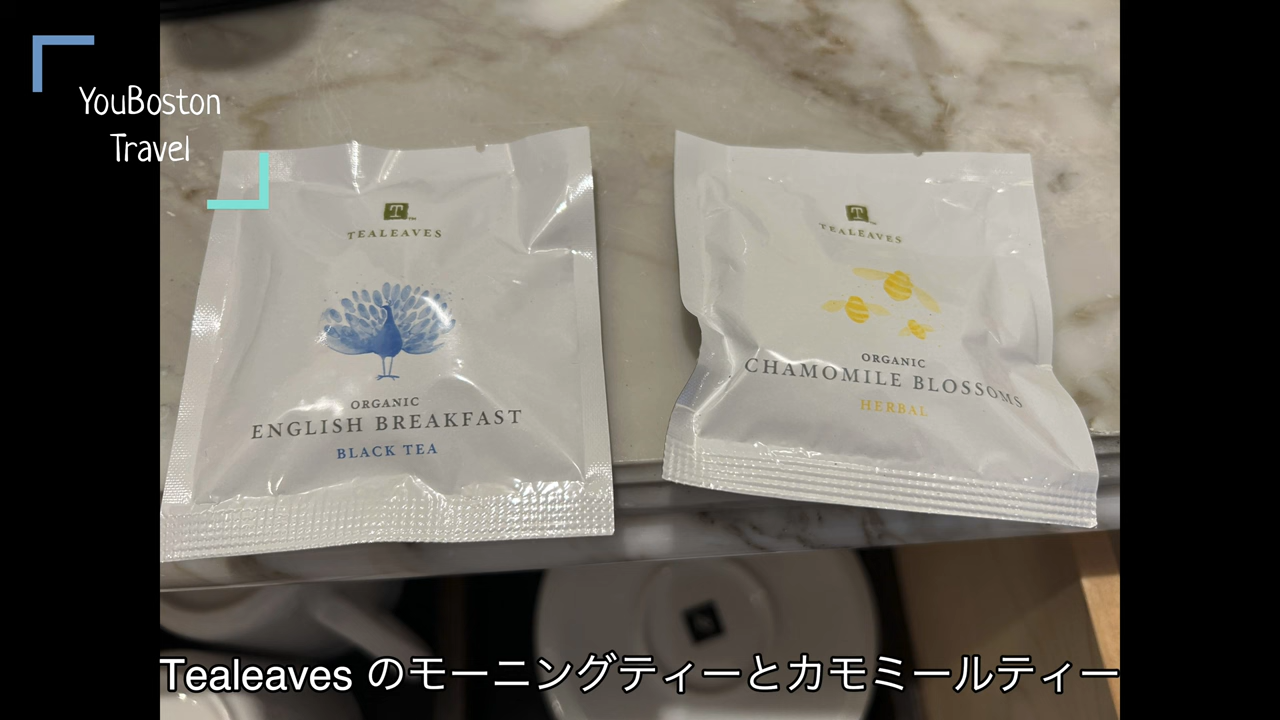 YouBoston
Travel
T
TEALEAVES
ORGANIC
ENGLISH BREAKFAST
BLACK TEA
T
TEALEAVES
ORGANIC
CHAMOMILE BLOSSOMS
HERBAL
Tealeaves のモーニングティーとカモミールティー